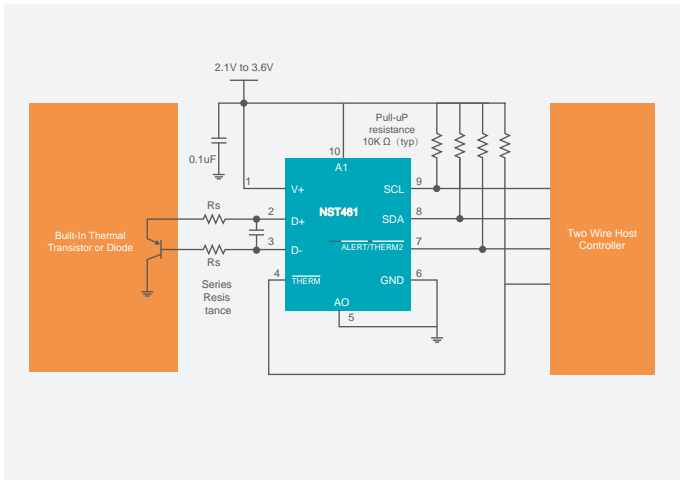 2.1V to 3.6V
Pull-uP
resistance
10K Ω（typ）
0.1uF
10
A1
1
V+
SCL
9
Rs
2
D+
NST461
SDA
8
Built-In Thermal
Transistor or Diode
Two Wire Host
Controller
3
D-
ALERT/THERM2
7
Rs
4
THERM
GND
6
Series
Resis
tance
AO
5